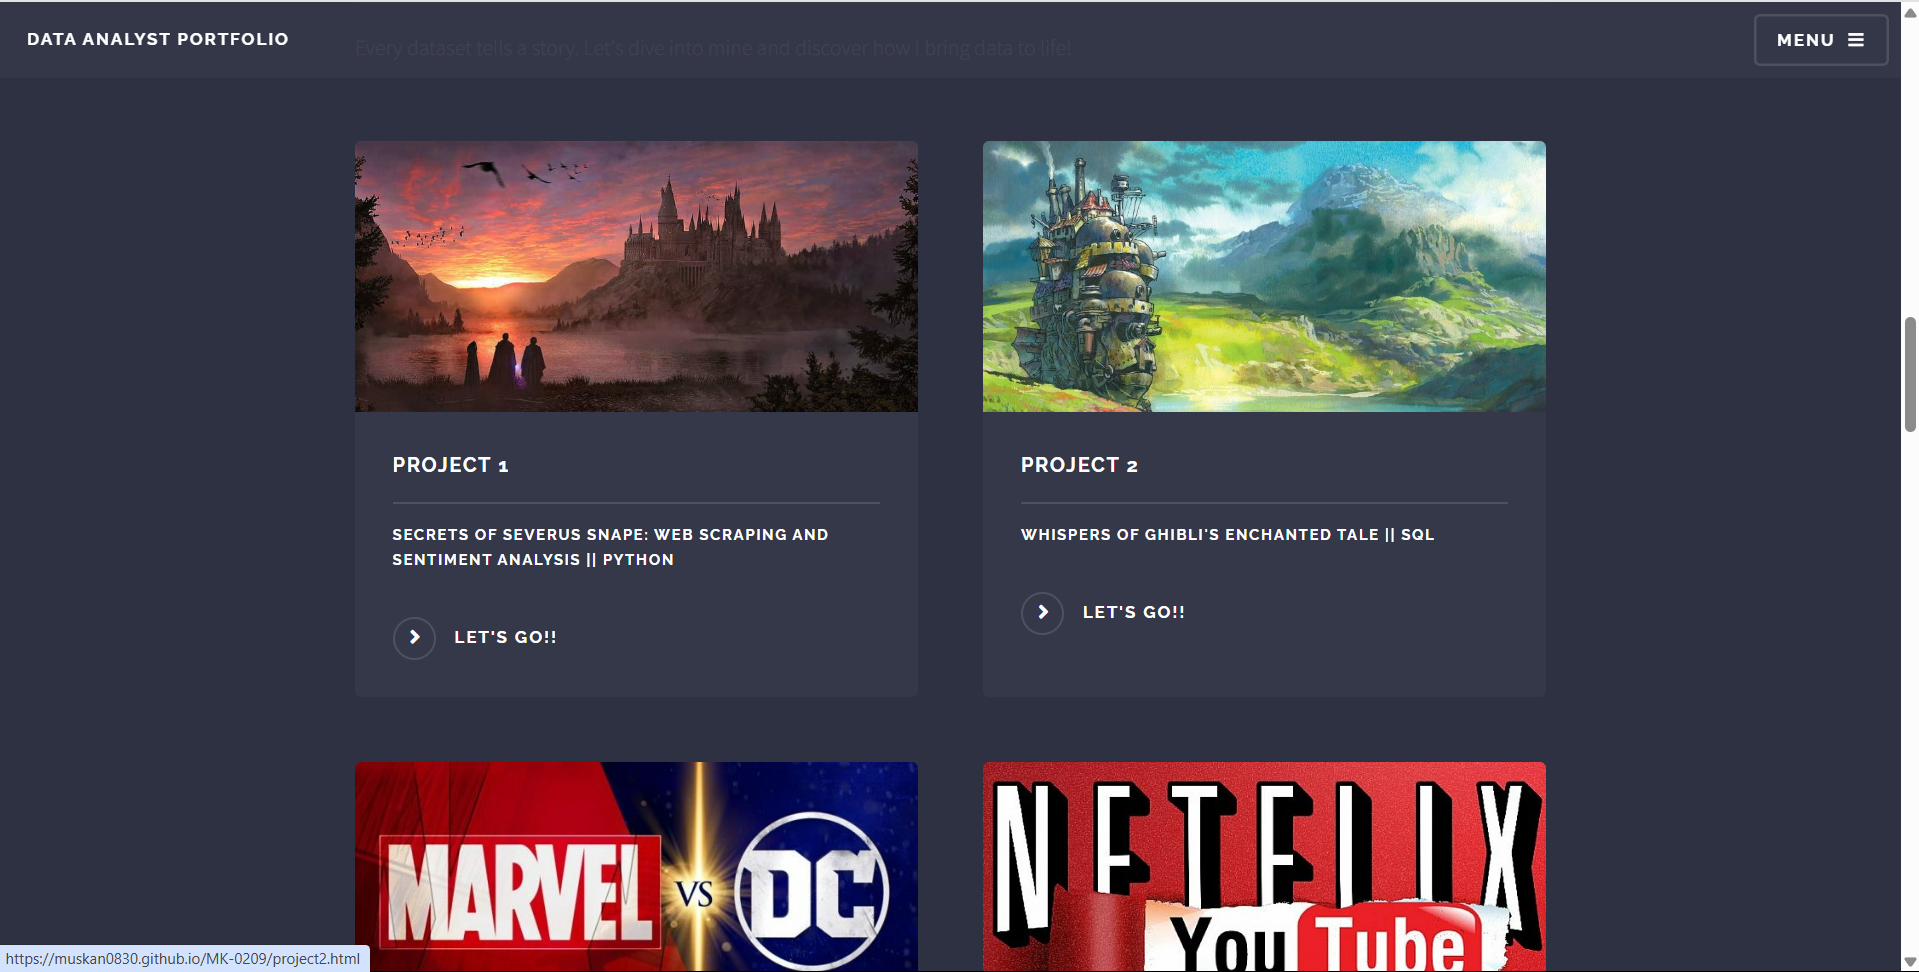 DATA ANALYST PORTFOLIO
MENU
Every dataset tells a story. Let's dive into mine and discover how I bring data to life!
PROJECT 1
SECRETS OF SEVERUS SNAPE: WEB SCRAPING AND
SENTIMENT ANALYSIS || PYTHON
LET'S GO!!
PROJECT 2
WHISPERS OF GHIBLI'S ENCHANTED TALE || SQL
LET'S GO!!
MARVEL VS DC
NETFLIX
YouTube
https://muskan0830.github.io/MK-0209/project2.html